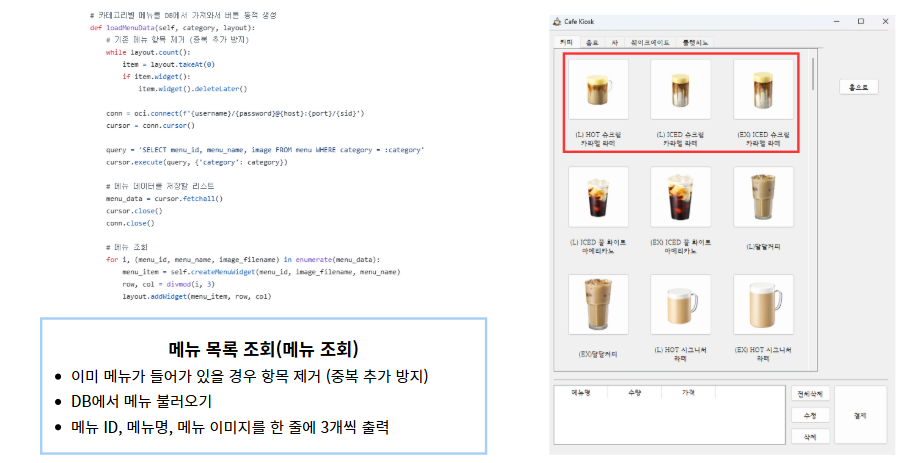 # 카테고리별 메뉴를 DB에서 가져와서 버튼 동적 생성
def loadMenuData(self, category, layout):
# 기존 메뉴 항목 제거 (중복 추가 방지)
while layout.count():
item = layout.takeAt(0)
if item.widget():
item.widget().deleteLater()
conn = oci.connect(f'{username}/{password}@{host}:{port}/{sid}')
cursor = conn.cursor()
query = 'SELECT menu_id, menu_name, image FROM menu WHERE category = :category'
cursor.execute(query, {'category': category})
# 메뉴 데이터를 저장할 리스트
menu_data = cursor.fetchall()
cursor.close()
conn.close()
# 메뉴 조회
for i, (menu_id, menu_name, image_filename) in enumerate(menu_data):
menu_item = self.createMenuWidget(menu_id, image_filename, menu_name)
row, col = divmod(i, 3)
layout.addWidget(menu_item, row, col)
메뉴 목록 조회(메뉴 조회)
• 이미 메뉴가 들어가 있을 경우 항목 제거 (중복 추가 방지)
• DB에서 메뉴 불러오기
• 메뉴 ID, 메뉴명, 메뉴 이미지를 한 줄에 3개씩 출력
Cafe Kiosk
커피 음료 차 쉐이크에이드 플랫치노
홈으로
(L) HOT 슈크림 (L) ICED 슈크림 (EX) ICED 슈크림
카라멜 라떼 카라멜 라떼 카라멜 라떼
(L) ICED 꿀 화이트 (EX) ICED 꿀 화이트 (L)달달커피
아메리카노 아메리카노
(EX)달달커피 (L) HOT 시그니처 (EX) HOT 시그니처
라떼 라떼
메뉴명 수량 가격
전체삭제
수정
삭제
결제